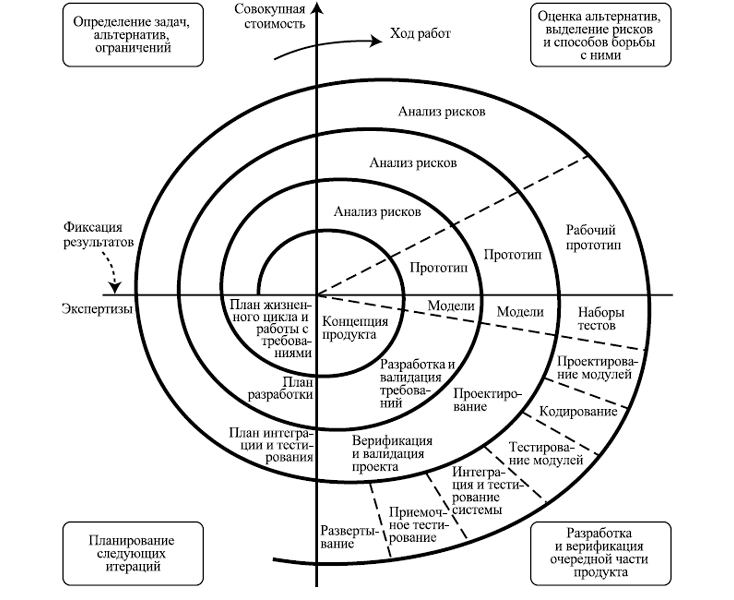 Определение задач,
альтернатив,
ограничений
Совокупная
стоимость
Ход работ
Оценка альтернатив,
выделение рисков
и способов борьбы
с ними
Анализ рисков
Анализ рисков
Анализ рисков
Фиксация
результатов
Рабочий
прототип
Прототип
Прототип
Экспертизы
План жизнен-
ного цикла и
работы с
требова-
ниями
Концепция
продукта
Модели
Модели
Наборы
тестов
План
разработки
Разработка и
валидация
требова-
ний
Проектиро-
вание
Проектирова-
ние модулей
Кодирование
План интегра-
ции и тести-
рования
Верификация
и валидация
проекта
Тестирова-
ние модулей
Интегра-
ция и тести-
рование
системы
Приемоч-
ное тести-
рование
Разверты-
вание
Планирование
следующих
итераций
Разработка
и верификация
очередной части
продукта